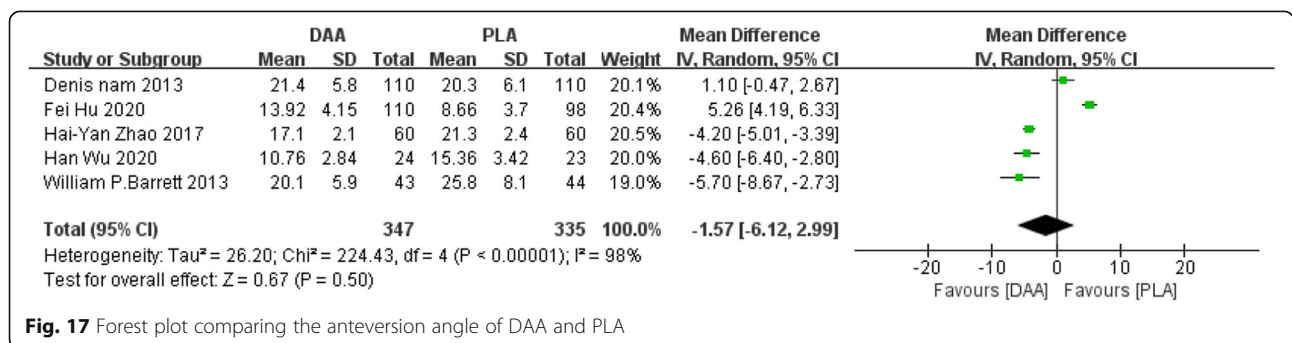 DAA PLA Mean Difference Mean Difference
Study or Subgroup Mean SD Total Mean SD Total Weight IV, Random, 95% CI IV, Random, 95% CI
Denis nam 2013 21.4 5.8 110 20.3 6.1 110 20.1% 1.10 [-0.47, 2.67]
Fei Hu 2020 13.92 4.15 110 8.66 3.7 98 20.4% 5.26 [4.19, 6.33]
Hai-Yan Zhao 2017 17.1 2.1 60 21.3 2.4 60 20.5% -4.20 [-5.01, -3.39]
Han Wu 2020 10.76 2.84 24 15.36 3.42 23 20.0% -4.60 [-6.40, -2.80]
William P.Barrett 2013 20.1 5.9 43 25.8 8.1 44 19.0% -5.70 [-8.67, -2.73]
Total (95% CI) 347 335 100.0% -1.57 [-6.12, 2.99]
Heterogeneity: Tau² = 26.20; Chi² = 224.43, df = 4 (P < 0.00001); I² = 98%
Test for overall effect: Z = 0.67 (P = 0.50)
-20 -10 0 10 20
Favours [DAA] Favours [PLA]
Fig. 17 Forest plot comparing the anteversion angle of DAA and PLA